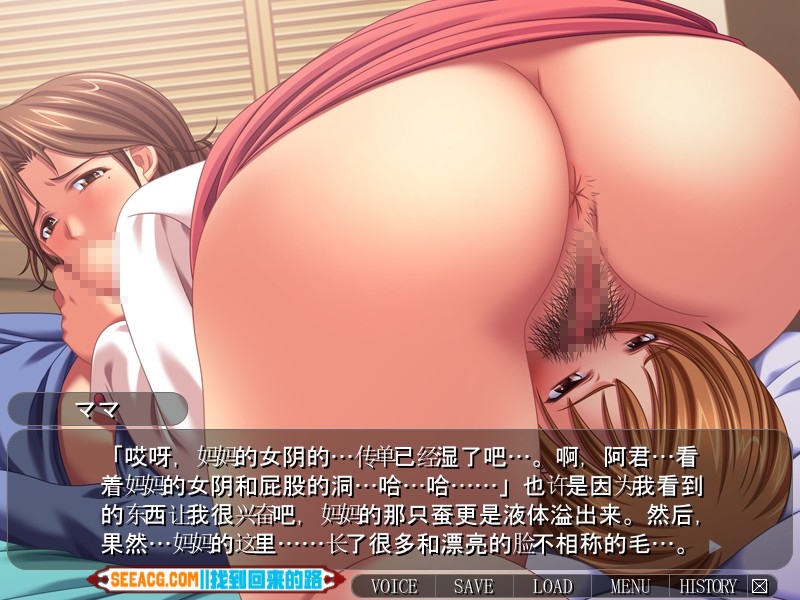 ママ
「哎呀，妈妈的女阴的…传单已经湿了吧…。啊，阿君…看
着妈妈的女阴和屁股的洞…哈…哈……」也许是因为我看到
的东西让我很兴奋吧，妈妈的那只蚕更是液体溢出来。然后，
果然…妈妈的这里……长了很多和漂亮的脸不相称的毛…。
SEEACG.COM||找到回来的路
VOICE SAVE LOAD MENU HISTORY